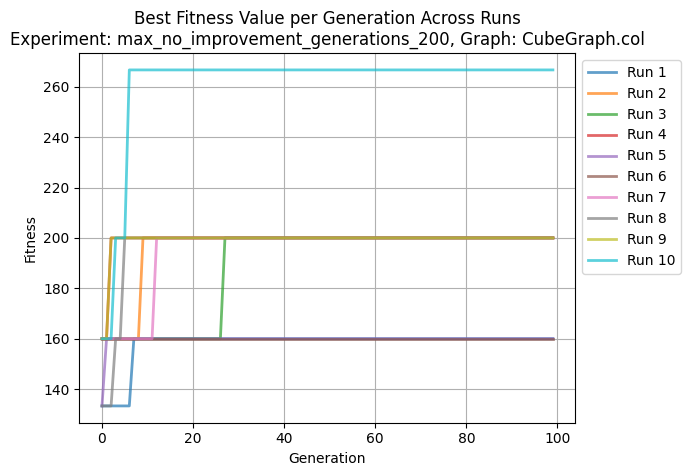 Best Fitness Value per Generation Across Runs
Experiment: max_no_improvement_generations_200, Graph: CubeGraph.col
Fitness
260
240
220
200
180
160
140
0
20
40
60
80
100
Generation
Run 1
Run 2
Run 3
Run 4
Run 5
Run 6
Run 7
Run 8
Run 9
Run 10